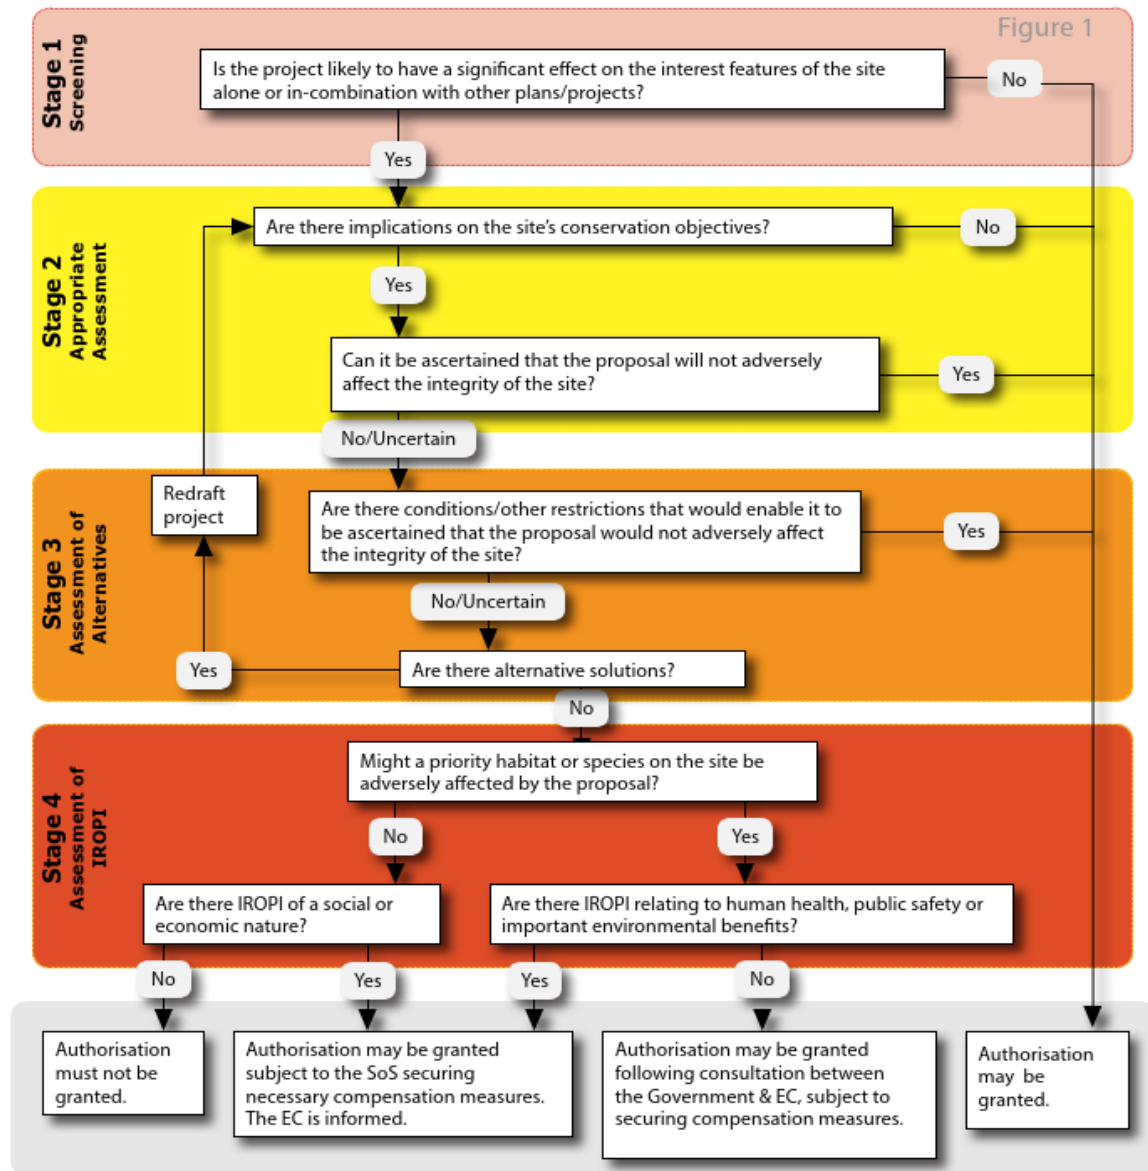 Figure 1
Stage 1
Screening
Is the project likely to have a significant effect on the interest features of the site
alone or in-combination with other plans/projects?
No
Yes
Stage 2
Appropriate
Assessment
Are there implications on the site's conservation objectives?
No
Yes
Can it be ascertained that the proposal will not adversely
affect the integrity of the site?
Yes
No/Uncertain
Stage 3
Assessment of
Alternatives
Redraft
project
Are there conditions/other restrictions that would enable it to
be ascertained that the proposal would not adversely affect
the integrity of the site?
Yes
No/Uncertain
Are there alternative solutions?
Yes
No
Stage 4
Assessment of
IROPI
Might a priority habitat or species on the site be
adversely affected by the proposal?
No
Yes
Are there IROPI of a social or
economic nature?
Are there IROPI relating to human health, public safety or
important environmental benefits?
No
Yes
Yes
No
Authorisation
must not be
granted.
Authorisation may be granted
subject to the SoS securing
necessary compensation measures.
The EC is informed.
Authorisation may be granted
following consultation between
the Government & EC, subject to
securing compensation measures.
Authorisation
may be
granted.